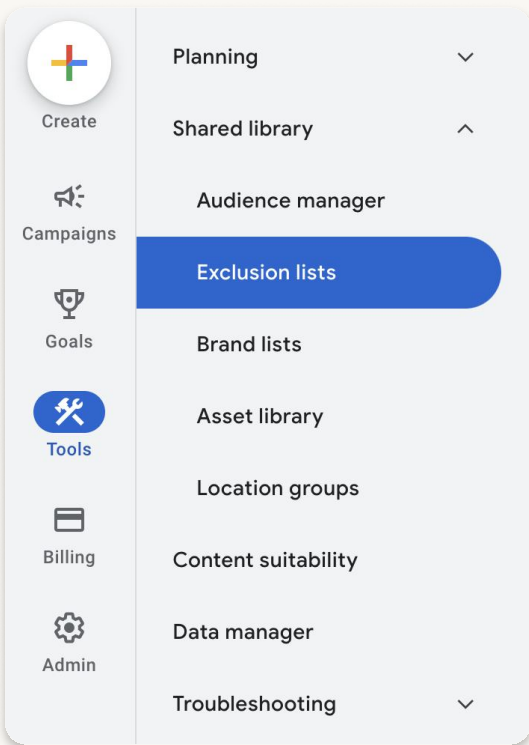 Create
Campaigns
Goals
Tools
Billing
Admin
Planning
Shared library
Audience manager
Exclusion lists
Brand lists
Asset library
Location groups
Content suitability
Data manager
Troubleshooting